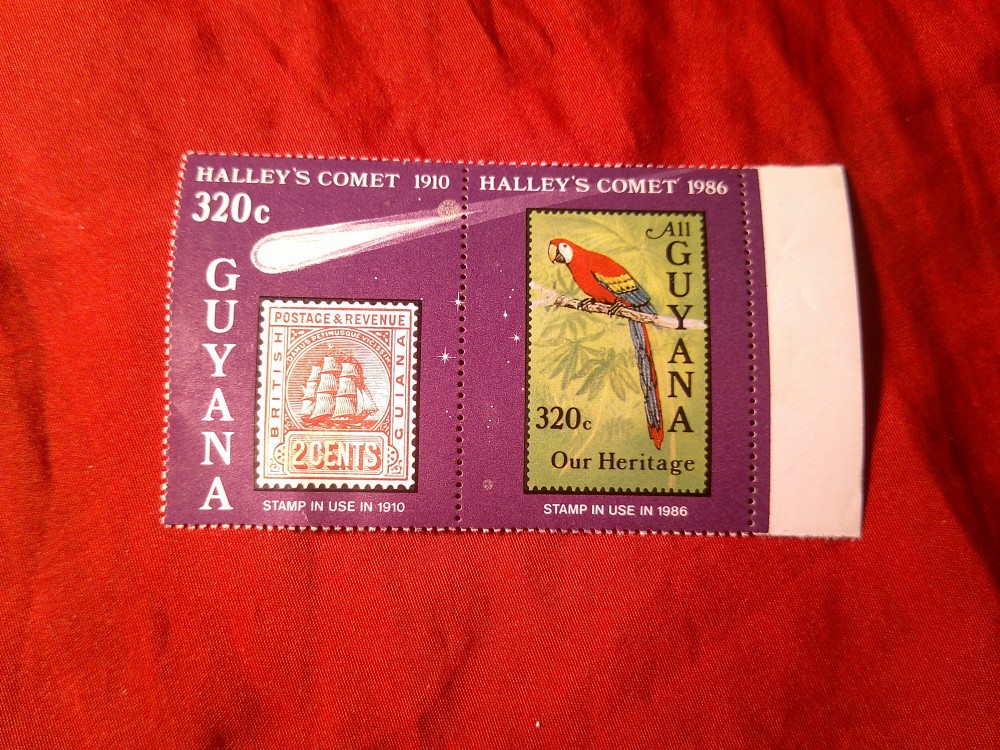 HALLEY'S COMET 1910
320c
GUYANA
POSTAGE & REVENUE
BRITISH
GUIANA
2 CENTS
STAMP IN USE IN 1910
HALLEY'S COMET 1986
All
GUYANA
320c
Our Heritage
STAMP IN USE IN 1986